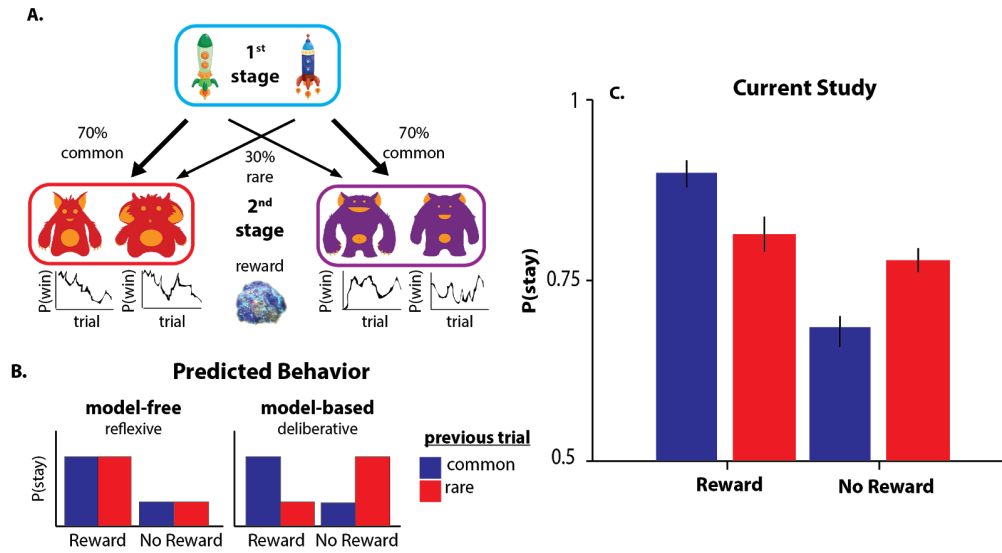 A.
1st
stage
70%
common
30%
rare
70%
common
2nd
stage
reward
P(win)
trial
P(win)
trial
P(win)
trial
P(win)
trial
B.
Predicted Behavior
model-free
reflexive
model-based
deliberative
P(stay)
Reward
No Reward
Reward
No Reward
previous trial
common
rare
C.
Current Study
P(stay)
1
0.75
0.5
Reward
No Reward